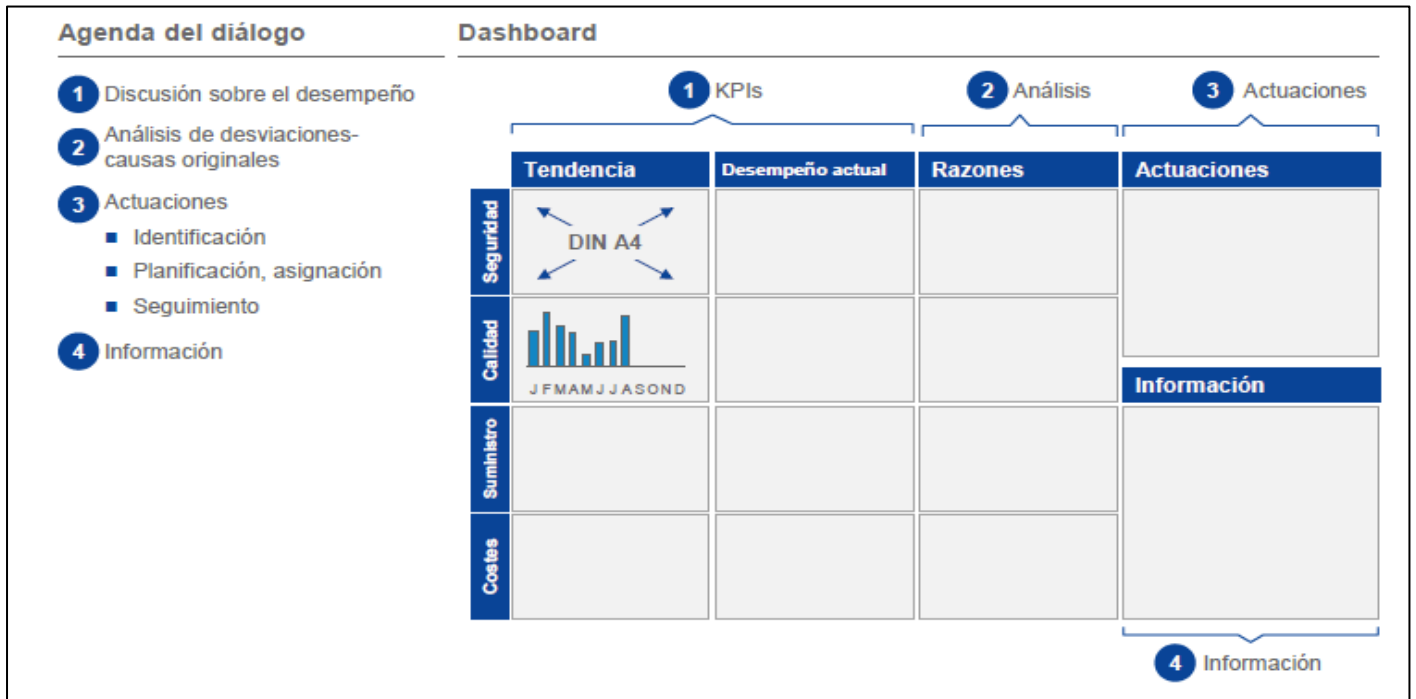 Agenda del diálogo
1 Discusión sobre el desempeño
2 Análisis de desviaciones-
causas originales
3 Actuaciones
Identificación
Planificación, asignación
Seguimiento
4 Información
Dashboard
1 KPIs
2 Análisis
3 Actuaciones
Tendencia
Desempeño actual
Razones
Actuaciones
Seguridad
DIN A4
Calidad
J F M A M J J A S O N D
Información
Suministro
Costes
4 Información